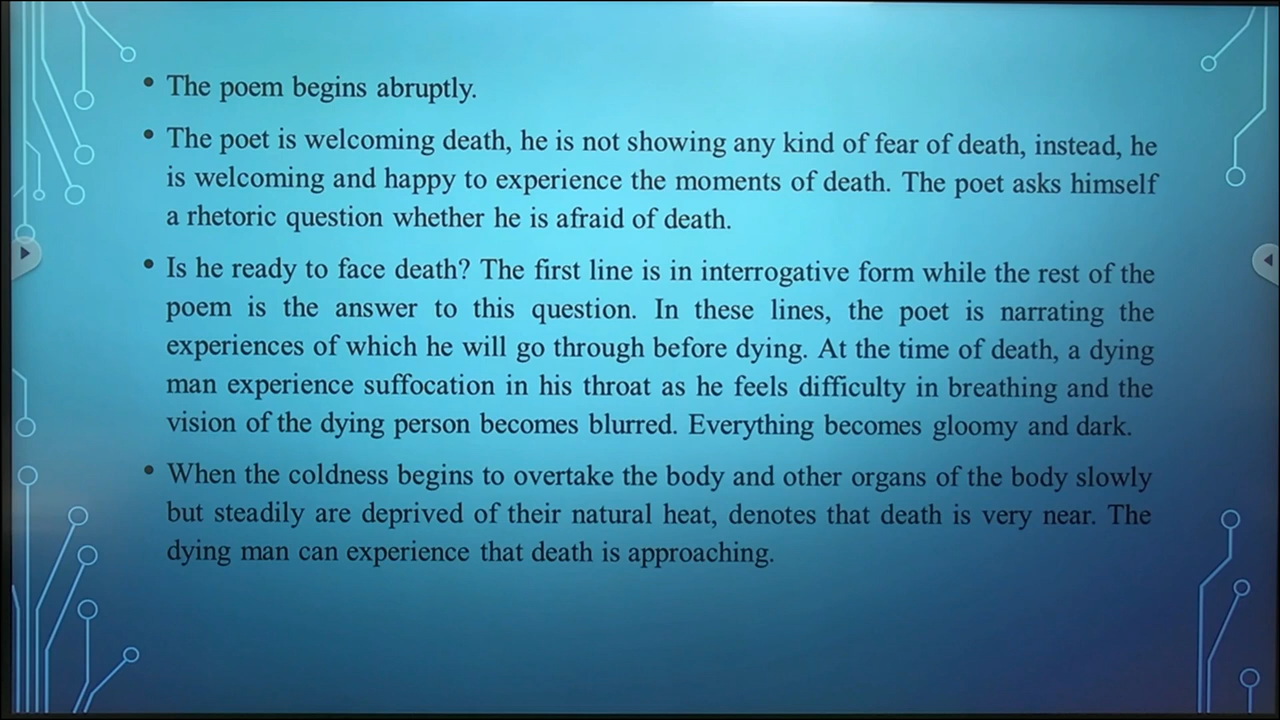 • The poem begins abruptly.
• The poet is welcoming death, he is not showing any kind of fear of death, instead, he
is welcoming and happy to experience the moments of death. The poet asks himself
a rhetoric question whether he is afraid of death.
• Is he ready to face death? The first line is in interrogative form while the rest of the
poem is the answer to this question. In these lines, the poet is narrating the
experiences of which he will go through before dying. At the time of death, a dying
man experience suffocation in his throat as he feels difficulty in breathing and the
vision of the dying person becomes blurred. Everything becomes gloomy and dark.
• When the coldness begins to overtake the body and other organs of the body slowly
but steadily are deprived of their natural heat, denotes that death is very near. The
dying man can experience that death is approaching.